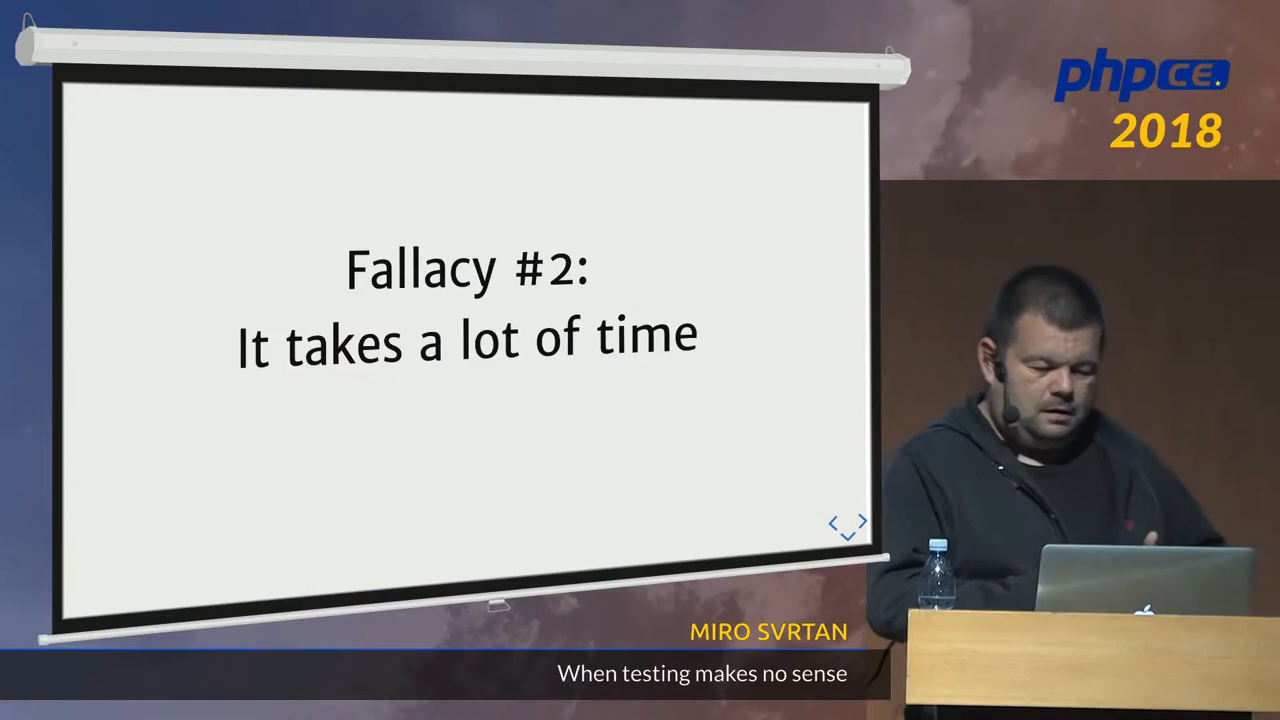 phpCE
2018
Fallacy #2:
It takes a lot of time
MIRO SVRTAN
When testing makes no sense